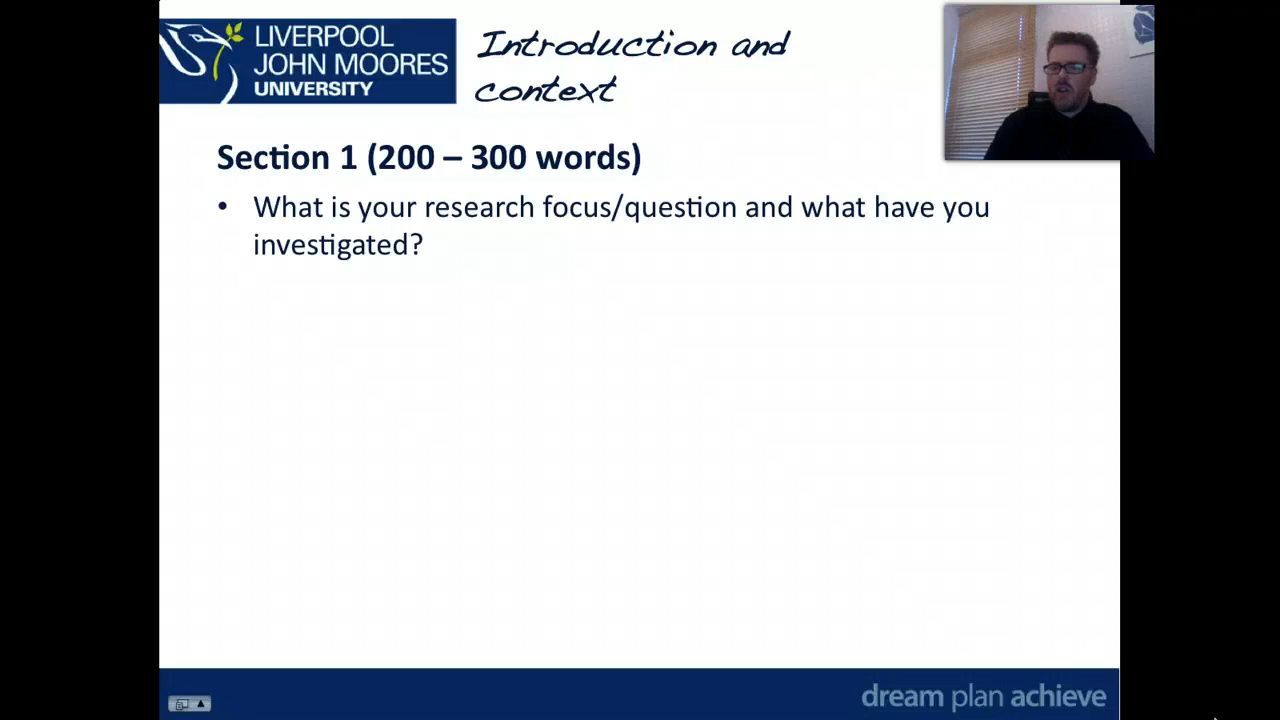 LIVERPOOL
JOHN MOORES
UNIVERSITY
Introduction and
context
Section 1 (200 – 300 words)
• What is your research focus/question and what have you
investigated?
dream plan achieve